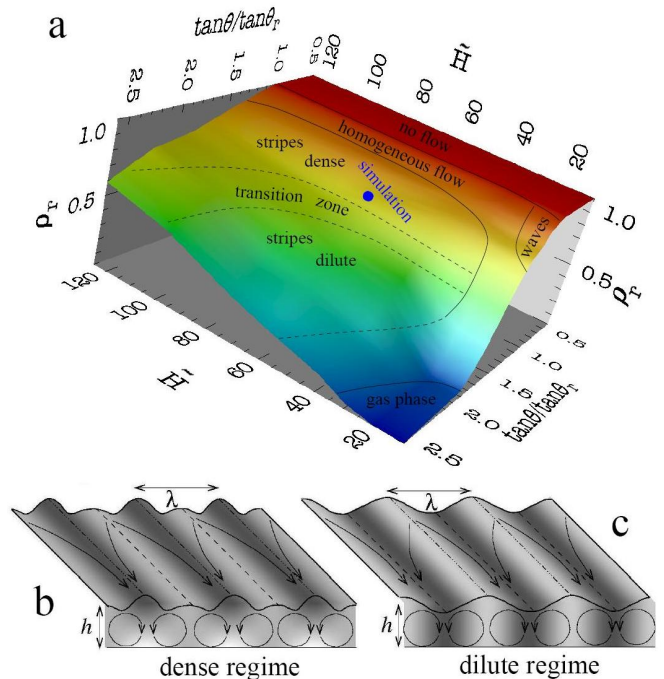 a
tanθ/tanθr
2.5
2.0
1.5
1.0
0.5
H̃
120
100
80
60
40
20
no flow
homogeneous flow
stripes
dense
simulation
waves
transition zone
stripes
dilute
gas phase
ρr
1.0
0.5
120
100
80
60
40
20
H̃
1.0
0.5
ρr
0.5
1.0
1.5
2.0
2.5
tanθ/tanθr
λ
λ
b
c
h
h
dense regime
dilute regime